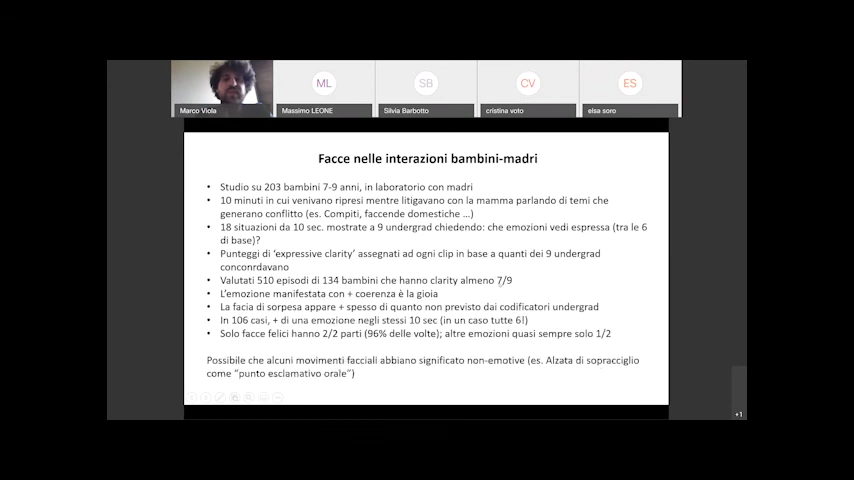 ML
SB
CV
ES
Marco Viola
Massimo LEONE
Silvia Barbotto
cristina voto
elsa soro
Facce nelle interazioni bambini-madri
• Studio su 203 bambini 7-9 anni, in laboratorio con madri
• 10 minuti in cui venivano ripresi mentre litigavano con la mamma parlando di temi che
generano conflitto (es. Compiti, faccende domestiche …)
• 18 situazioni da 10 sec. mostrate a 9 undergrad chiedendo: che emozioni vedi espressa (tra le 6
di base)?
• Punteggi di 'expressive clarity' assegnati ad ogni clip in base a quanti dei 9 undergrad
concondravano
• Valutati 510 episodi di 134 bambini che hanno clarity almeno 7/9
• L'emozione manifestata con + coerenza è la gioia
• La facia di sorpesa appare + spesso di quanto non previsto dai codificatori undergrad
• In 106 casi, + di una emozione negli stessi 10 sec (in un caso tutte 6!)
• Solo facce felici hanno 2/2 parti (96% delle volte); altre emozioni quasi sempre solo 1/2
Possibile che alcuni movimenti facciali abbiano significato non-emotive (es. Alzata di sopracciglio
come "punto esclamativo orale")
+1